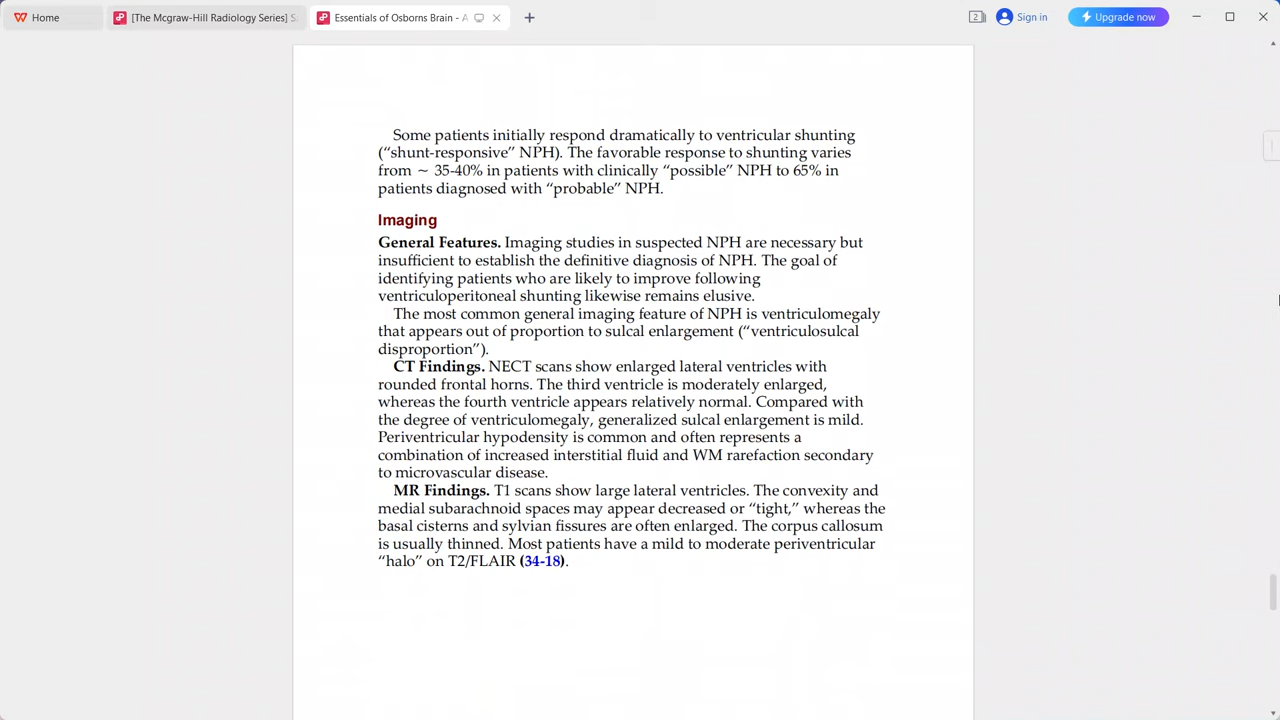 Home
[The Mcgraw-Hill Radiology Series] S
Essentials of Osborns Brain - A
2
Sign in
Upgrade now
Some patients initially respond dramatically to ventricular shunting
(“shunt-responsive” NPH). The favorable response to shunting varies
from ~ 35-40% in patients with clinically “possible” NPH to 65% in
patients diagnosed with “probable” NPH.
Imaging
General Features. Imaging studies in suspected NPH are necessary but
insufficient to establish the definitive diagnosis of NPH. The goal of
identifying patients who are likely to improve following
ventriculoperitoneal shunting likewise remains elusive.
The most common general imaging feature of NPH is ventriculomegaly
that appears out of proportion to sulcal enlargement (“ventriculosulcal
disproportion”).
CT Findings. NECT scans show enlarged lateral ventricles with
rounded frontal horns. The third ventricle is moderately enlarged,
whereas the fourth ventricle appears relatively normal. Compared with
the degree of ventriculomegaly, generalized sulcal enlargement is mild.
Periventricular hypodensity is common and often represents a
combination of increased interstitial fluid and WM rarefaction secondary
to microvascular disease.
MR Findings. T1 scans show large lateral ventricles. The convexity and
medial subarachnoid spaces may appear decreased or “tight,” whereas the
basal cisterns and sylvian fissures are often enlarged. The corpus callosum
is usually thinned. Most patients have a mild to moderate periventricular
“halo” on T2/FLAIR (34-18).